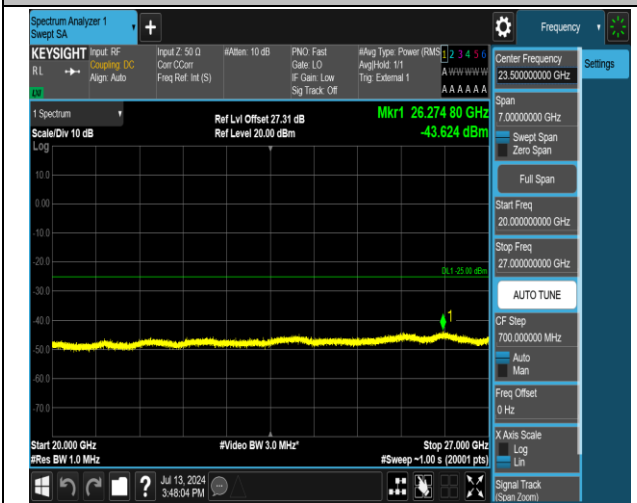 Spectrum Analyzer 1
Swept SA
Frequency
KEYSIGHT
RL
LNI
Input: RF
Coupling: DC
Align: Auto
Input Z: 50 Ω
Corr CCorr
Freq Ref: Int (S)
#Atten: 10 dB
PNO: Fast
Gate: LO
IF Gain: Low
Sig Track: Off
#Avg Type: Power (RMS
Avg|Hold: 1/1
Trig: External 1
1 2 3 4 5 6
A W W W W W
A A A A A A
Center Frequency
23.500000000 GHz
Settings
1 Spectrum
Scale/Div 10 dB
Log
Ref Lvl Offset 27.31 dB
Ref Level 20.00 dBm
Mkr1 26.274 80 GHz
-43.624 dBm
10.0
0.00
-10.0
-20.0
-30.0
-40.0
-50.0
-60.0
-70.0
DL1 -25.00 dBm
1
Start 20.000 GHz
#Res BW 1.0 MHz
#Video BW 3.0 MHz*
Stop 27.000 GHz
#Sweep ~1.00 s (20001 pts)
Span
7.00000000 GHz
Swept Span
Zero Span
Full Span
Start Freq
20.000000000 GHz
Stop Freq
27.000000000 GHz
AUTO TUNE
CF Step
700.000000 MHz
Auto
Man
Freq Offset
0 Hz
X Axis Scale
Log
Lin
Signal Track
(Span Zoom)
Jul 13, 2024
3:48:04 PM